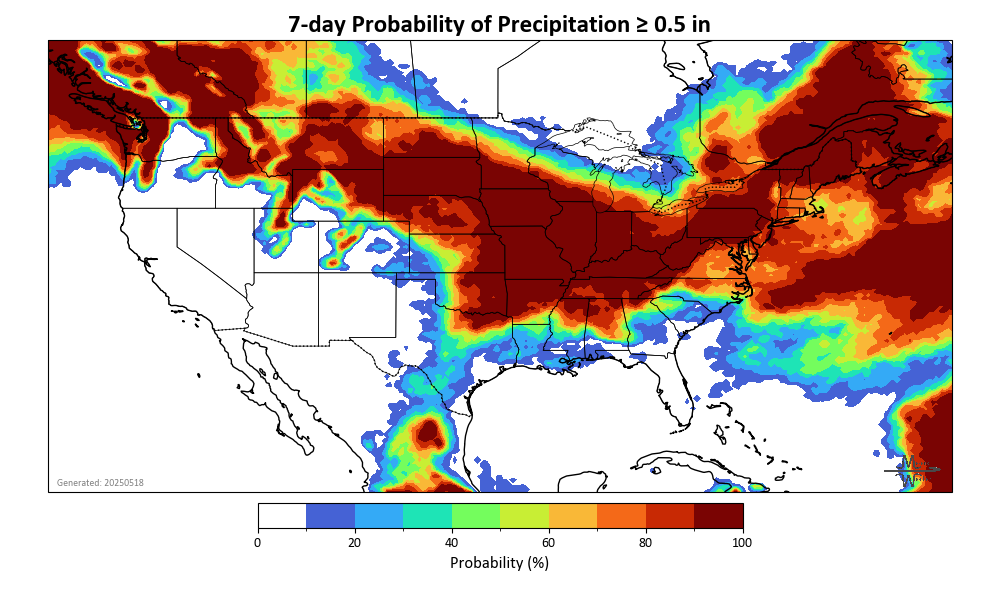 7-day Probability of Precipitation ≥ 0.5 in
Generated: 20250518
0 20 40 60 80 100
Probability (%)